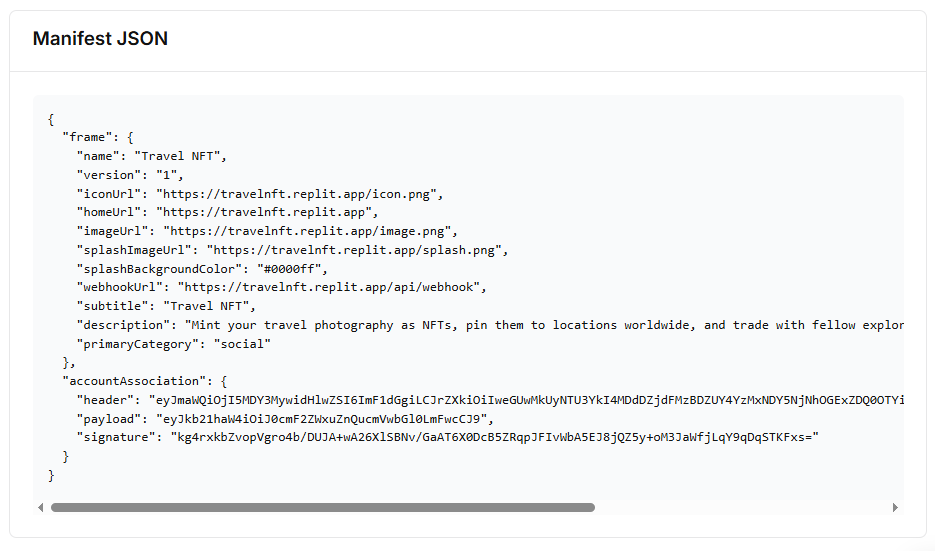 Manifest JSON
{
"frame": {
"name": "Travel NFT",
"version": "1",
"iconUrl": "https://travelnft.replit.app/icon.png",
"homeUrl": "https://travelnft.replit.app",
"imageUrl": "https://travelnft.replit.app/image.png",
"splashImageUrl": "https://travelnft.replit.app/splash.png",
"splashBackgroundColor": "#0000ff",
"webhookUrl": "https://travelnft.replit.app/api/webhook",
"subtitle": "Travel NFT",
"description": "Mint your travel photography as NFTs, pin them to locations worldwide, and trade with fellow explor
"primaryCategory": "social"
},
"accountAssociation": {
"header": "eyJmaWQiOjI5MDY3MywidHlwZSI6ImF1dGgiLCJrZXkiOiIweGUwMkUyNTU3YkI4MDdDZjdFMzBDZUY4YzMxNDY5NjNhOGExZDQ0OTYi
"payload": "eyJkb21haW4iOiJ0cmF2ZWxuZnQucmVwbGl0LmFwcCJ9",
"signature": "kg4rxkbZvopVgro4b/DUJA+wA26XlSBNv/GaAT6X0DcB5ZRqpJFIvWbA5EJ8jQZ5y+oM3JaWfjLqY9qDqSTKFxs="
}
}